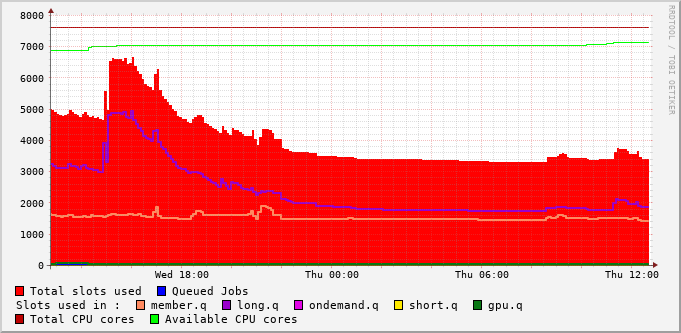 8000
7000
6000
5000
4000
3000
2000
1000
0
Wed 18:00 Thu 00:00 Thu 06:00 Thu 12:00
RRDTOOL / TOBI OETIKER
Total slots used Queued Jobs
Slots used in : member.q long.q ondemand.q short.q gpu.q
Total CPU cores Available CPU cores